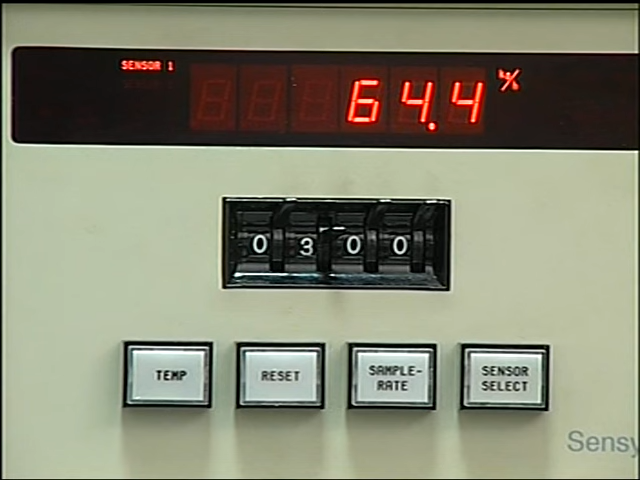 SENSOR 1
64.4
0300
TEMP
RESET
SAMPLE-
RATE
SENSOR
SELECT
Sensy